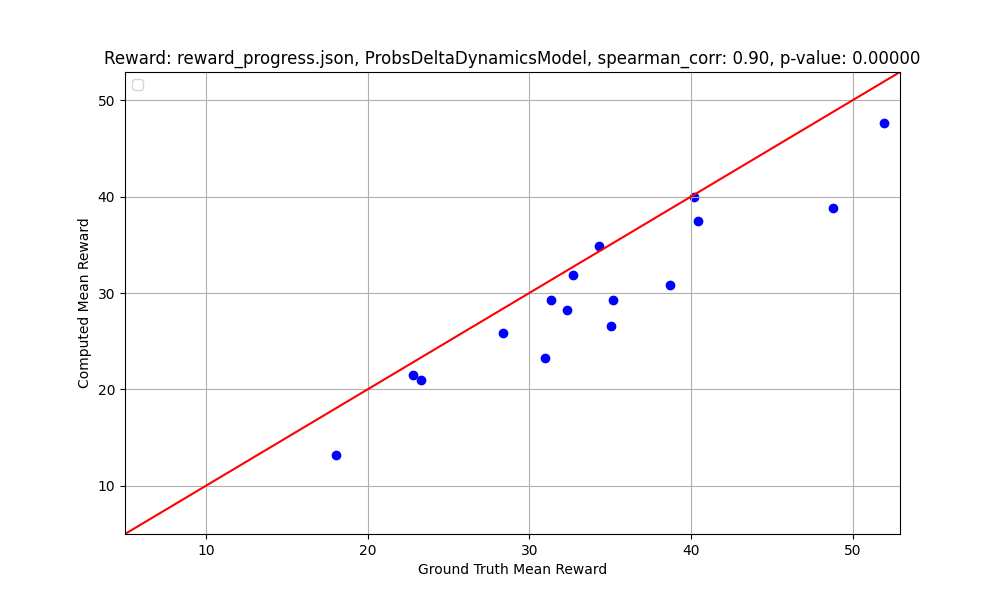 Reward: reward_progress.json, ProbsDeltaDynamicsModel, spearman_corr: 0.90, p-value: 0.00000
50
40
30
20
10
Computed Mean Reward
10 20 30 40 50
Ground Truth Mean Reward